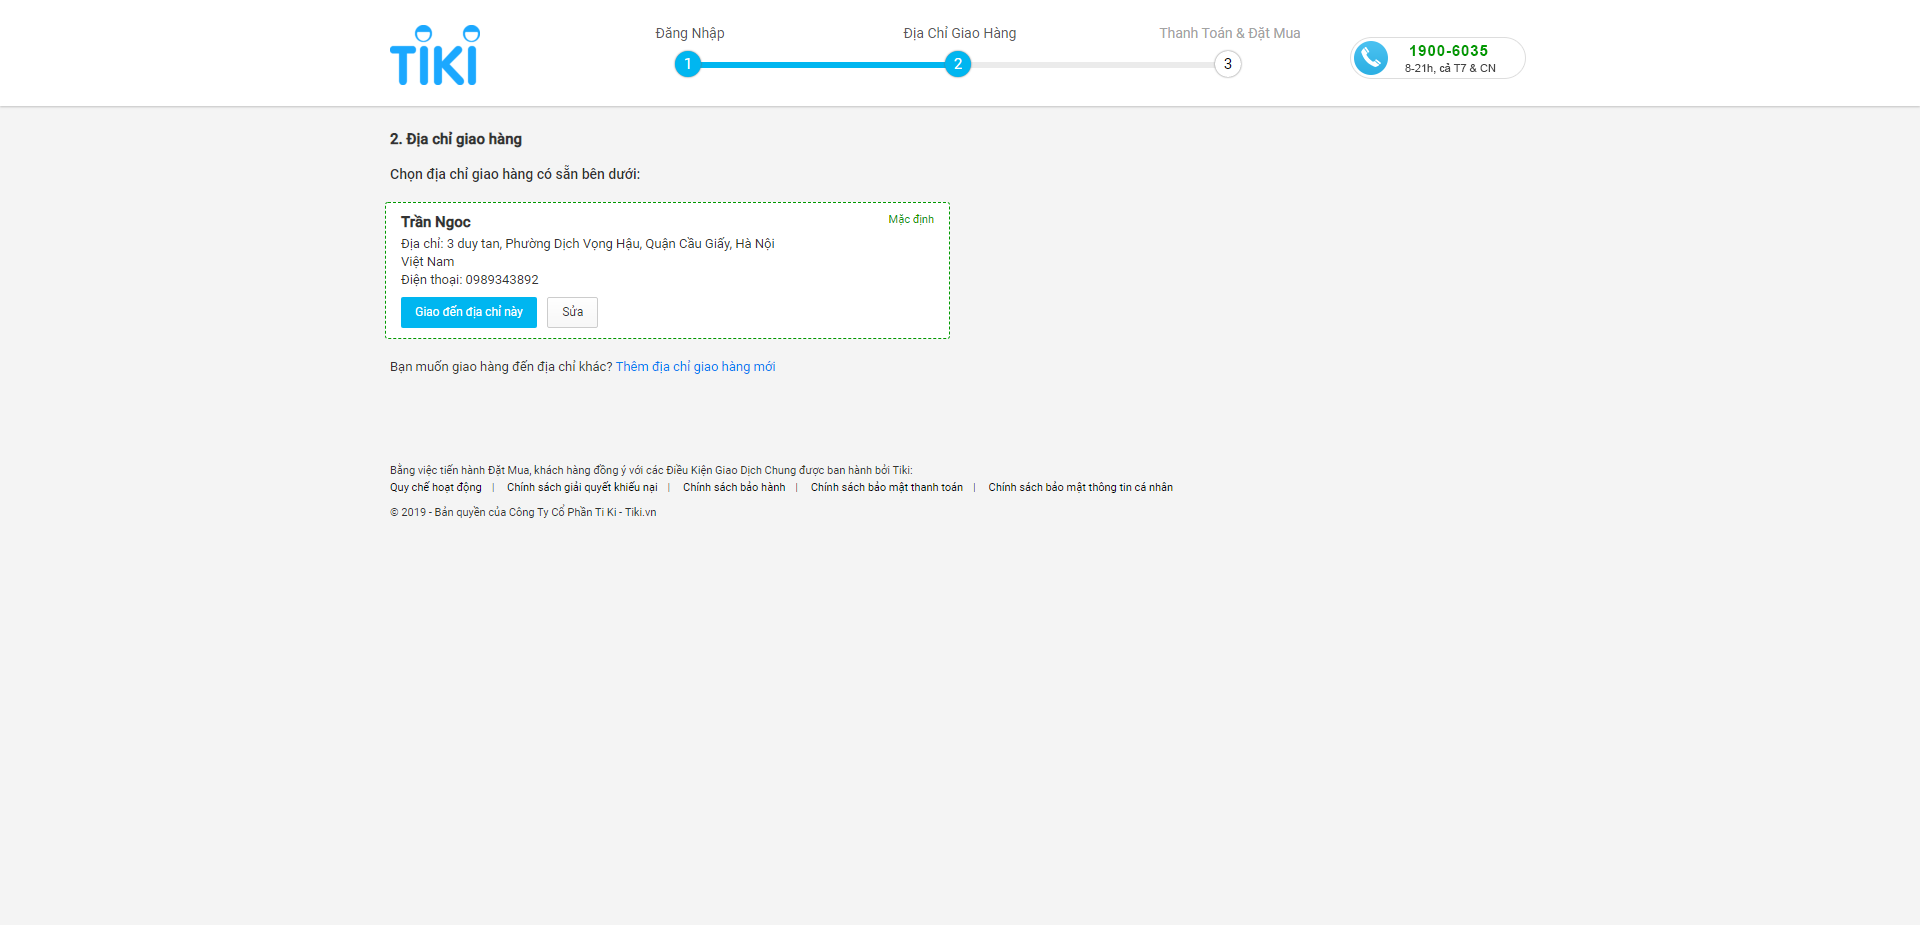 TIKI
Đăng Nhập
Địa Chỉ Giao Hàng
Thanh Toán & Đặt Mua
1
2
3
1900-6035
8-21h, cả T7 & CN
2. Địa chỉ giao hàng
Chọn địa chỉ giao hàng có sẵn bên dưới:
Trần Ngoc
Mặc định
Địa chỉ: 3 duy tan, Phường Dịch Vọng Hậu, Quận Cầu Giấy, Hà Nội
Việt Nam
Điện thoại: 0989343892
Giao đến địa chỉ này
Sửa
Bạn muốn giao hàng đến địa chỉ khác? Thêm địa chỉ giao hàng mới
Bằng việc tiến hành Đặt Mua, khách hàng đồng ý với các Điều Kiện Giao Dịch Chung được ban hành bởi Tiki:
Quy chế hoạt động | Chính sách giải quyết khiếu nại | Chính sách bảo hành | Chính sách bảo mật thanh toán | Chính sách bảo mật thông tin cá nhân
© 2019 - Bản quyền của Công Ty Cổ Phần Ti Ki - Tiki.vn